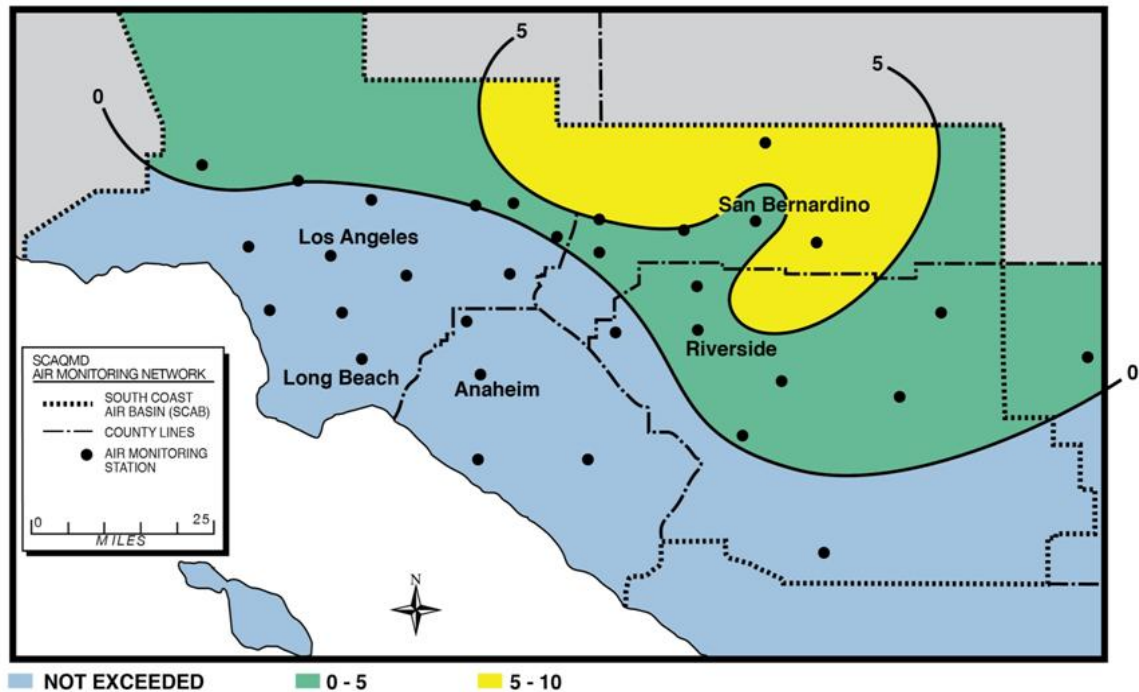 5
5
0
San Bernardino
Los Angeles
Riverside
Long Beach
Anaheim
0
SCAQMD
AIR MONITORING NETWORK
SOUTH COAST
AIR BASIN (SCAB)
COUNTY LINES
AIR MONITORING
STATION
0 25
MILES
N
NOT EXCEEDED 0 - 5 5 - 10